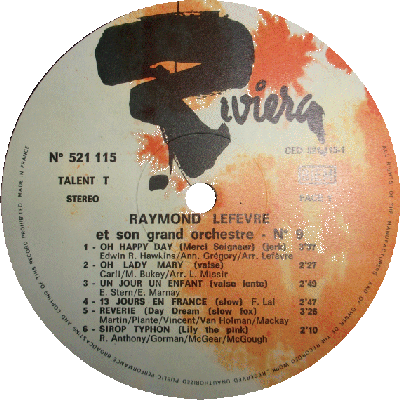 Riviera
N° 521 115
TALENT T
STEREO
RAYMOND LEFEVRE
et son grand orchestre - N° 9
1 - OH HAPPY DAY (Merci Seigneur) (jerk) 3'37
Edwin R. Hawkins/Ann. Grégory/Arr. Lefèvre
2 - OH LADY MARY (valse) 2'27
Carli/M. Bukey/Arr. L. Missir
3 - UN JOUR UN ENFANT (valse lente) 2'49
E. Stern/E. Marnay
4 - 13 JOURS EN FRANCE (slow) F. Lai 2'47
5 - REVERIE (Day Dream (slow fox) 3'26
Martin/Plante/Vincent/Van Holman/Mackay
6 - SIROP TYPHON (Lily the pink) 2'10
R. Anthony/Gorman/McGear/McGough
MADE IN FRANCE